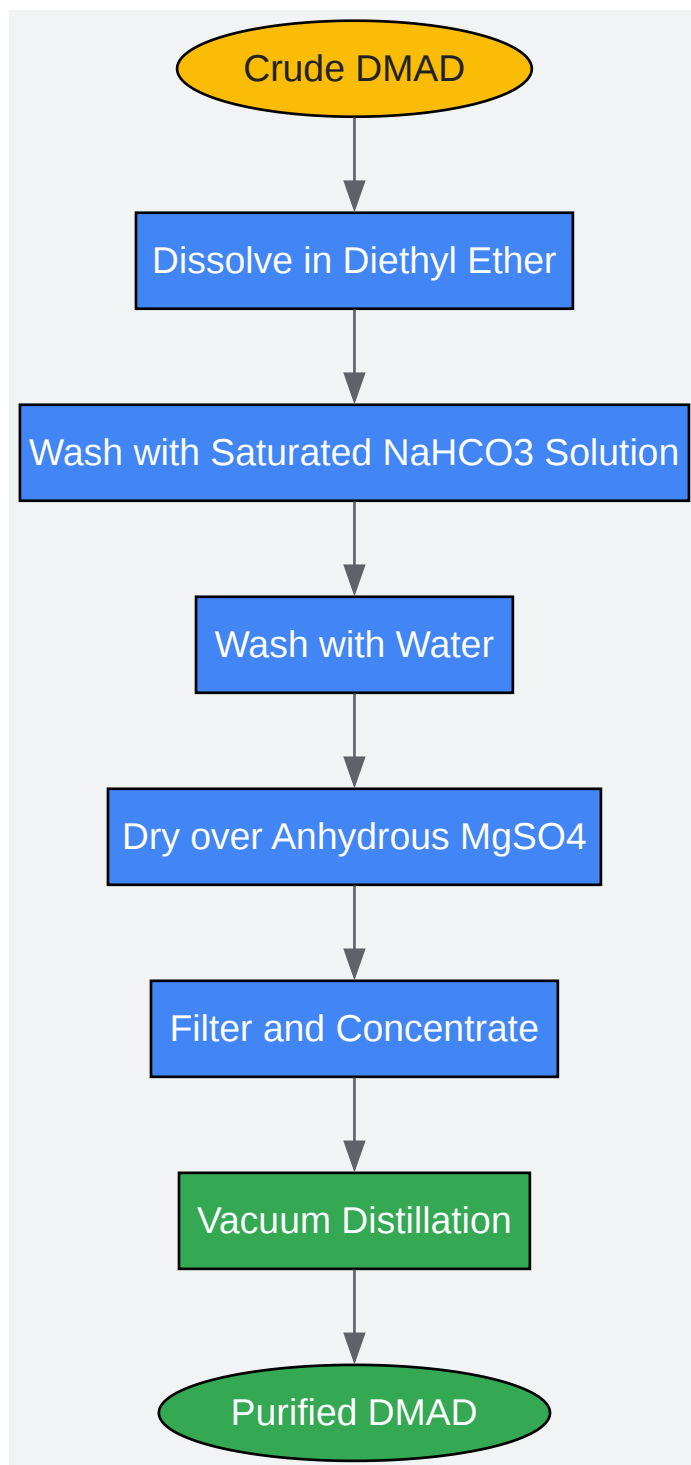 Crude DMAD
Dissolve in Diethyl Ether
Wash with Saturated NaHCO3 Solution
Wash with Water
Dry over Anhydrous MgSO4
Filter and Concentrate
Vacuum Distillation
Purified DMAD